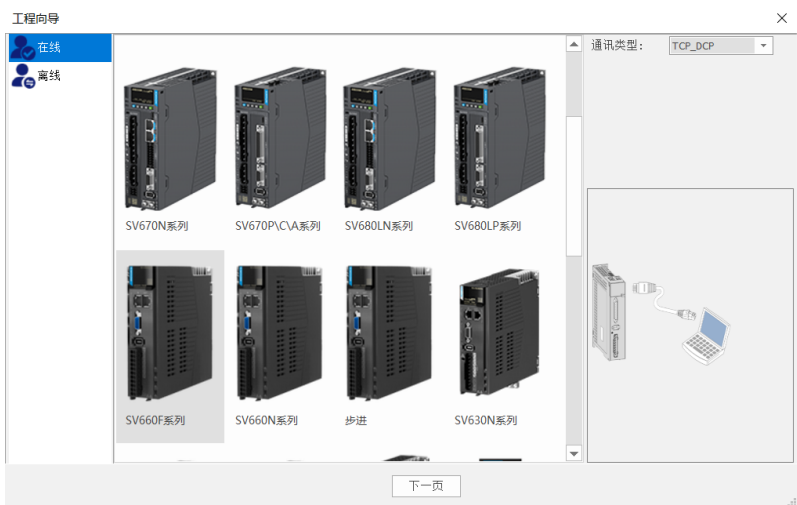 工程向导
在线
离线
通讯类型：
TCP_DCP
SV670N系列
SV670P\C\A系列
SV680LN系列
SV680LP系列
SV660F系列
SV660N系列
步进
SV630N系列
下一页